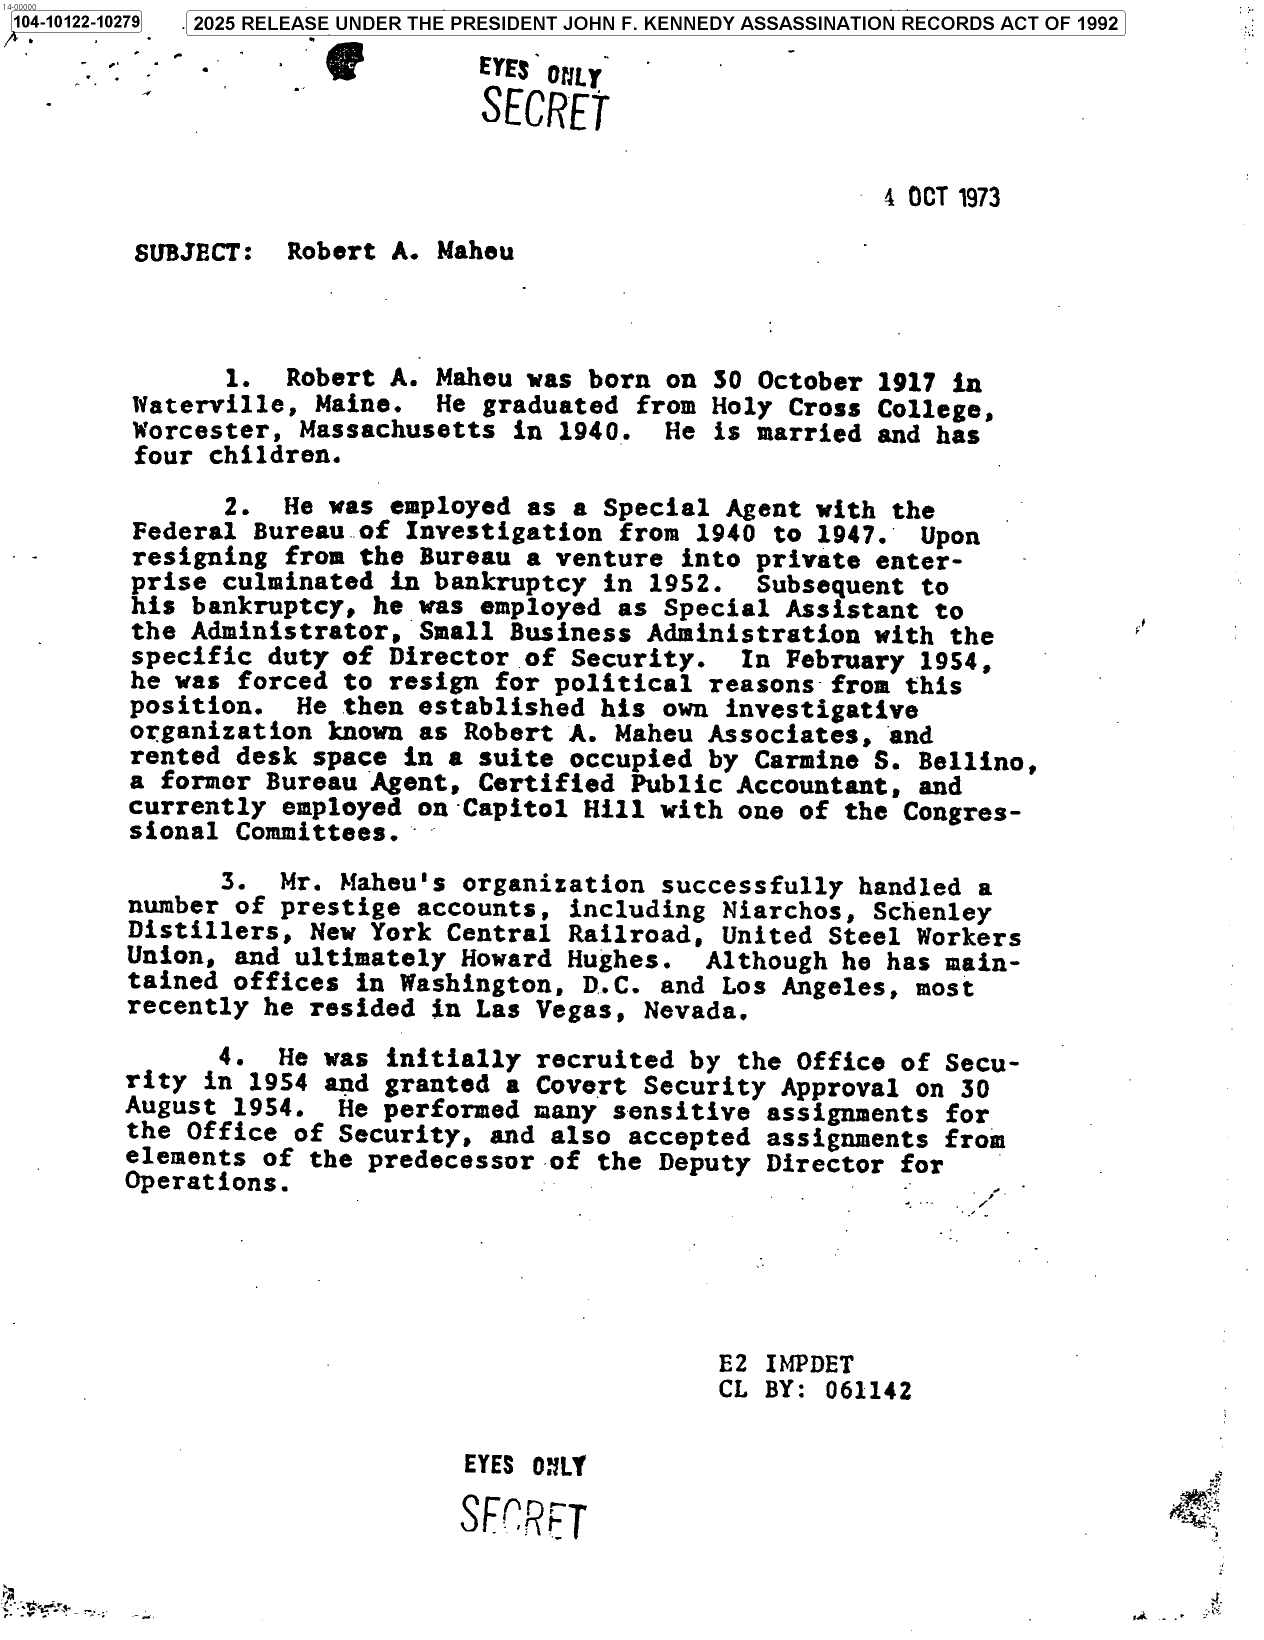 14-00000
104-10122-10279
2025 RELEASE UNDER THE PRESIDENT JOHN F. KENNEDY ASSASSINATION RECORDS ACT OF 1992
EYES ONLY
SECRET
4 OCT 1973
SUBJECT: Robert A. Maheu
1. Robert A. Maheu was born on 30 October 1917 in
Waterville, Maine. He graduated from Holy Cross College,
Worcester, Massachusetts in 1940. He is married and has
four children.
2. He was employed as a Special Agent with the
Federal Bureau of Investigation from 1940 to 1947. Upon
resigning from the Bureau a venture into private enter-
prise culminated in bankruptcy in 1952. Subsequent to
his bankruptcy, he was employed as Special Assistant to
the Administrator, Small Business Administration with the
specific duty of Director of Security. In February 1954,
he was forced to resign for political reasons from this
position. He then established his own investigative
organization known as Robert A. Maheu Associates, and
rented desk space in a suite occupied by Carmine S. Bellino,
a former Bureau Agent, Certified Public Accountant, and
currently employed on Capitol Hill with one of the Congres-
sional Committees.
3. Mr. Maheu's organization successfully handled a
number of prestige accounts, including Niarchos, Schenley
Distillers, New York Central Railroad, United Steel Workers
Union, and ultimately Howard Hughes. Although he has main-
tained offices in Washington, D.C. and Los Angeles, most
recently he resided in Las Vegas, Nevada.
4. He was initially recruited by the Office of Secu-
rity in 1954 and granted a Covert Security Approval on 30
August 1954. He performed many sensitive assignments for
the Office of Security, and also accepted assignments from
elements of the predecessor of the Deputy Director for
Operations.
E2 IMPDET
CL BY: 061142
EYES ONLY
SECRET